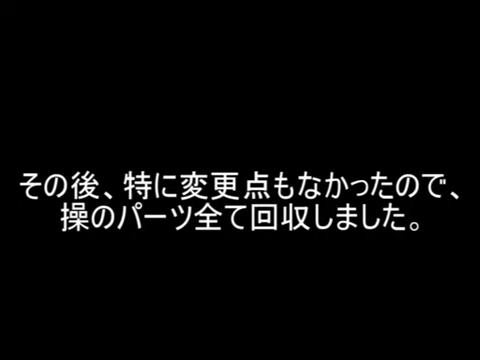 その後、特に変更点もなかったので、
操のパーツ全て回収しました。